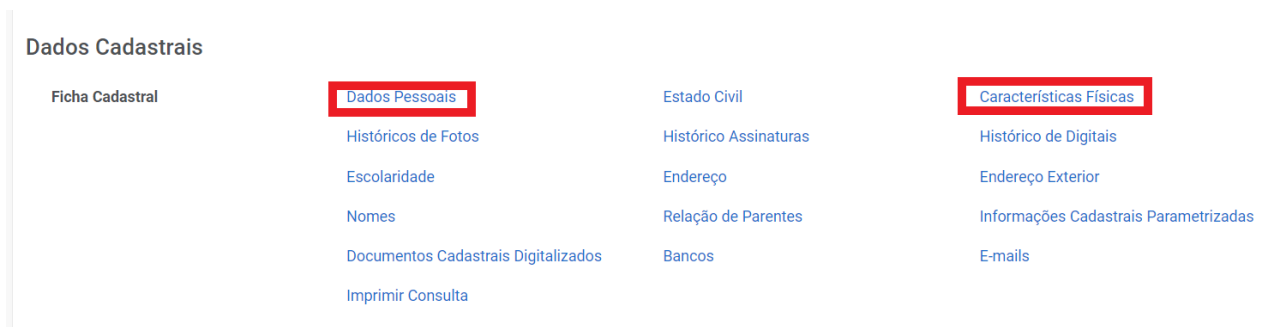 Dados Cadastrais
Ficha Cadastral Dados Pessoais Estado Civil Características Físicas
Históricos de Fotos Histórico Assinaturas Histórico de Digitais
Escolaridade Endereço Endereço Exterior
Nomes Relação de Parentes Informações Cadastrais Parametrizadas
Documentos Cadastrais Digitalizados Bancos E-mails
Imprimir Consulta